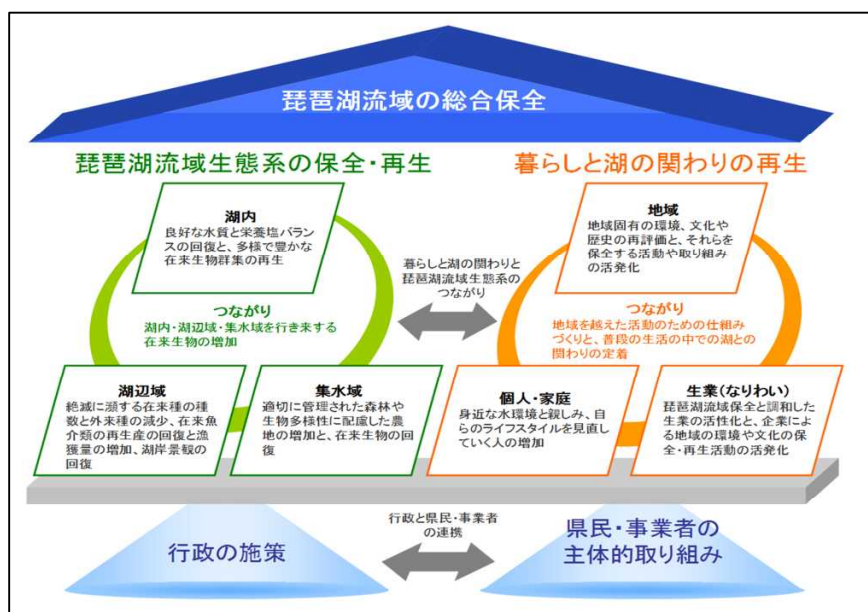 琵琶湖流域の総合保全
琵琶湖流域生態系の保全・再生
湖内
良好な水質と栄養塩バラン
スの回復と、多様で豊かな
在来生物群集の再生
つながり
湖内・湖辺域・集水域を行き来する
在来生物の増加
湖辺域
絶滅に瀕する在来種の種
数と外来種の減少、在来魚
介類の再生産の回復と漁
獲量の増加、湖岸景観の
回復
集水域
適切に管理された森林や
生物多様性に配慮した農
地の増加と、在来生物の回
復
暮らしと湖の関わりと
琵琶湖流域生態系の
つながり
暮らしと湖の関わりの再生
地域
地域固有の環境、文化や
歴史の再評価と、それらを
保全する活動や取り組み
の活発化
つながり
地域を越えた活動のための仕組み
づくりと、普段の生活の中での湖との
関わりの定着
個人・家庭
身近な水環境と親しみ、自
らのライフスタイルを見直し
ていく人の増加
生業(なりわい)
琵琶湖流域保全と調和した
生業の活性化と、企業によ
る地域の環境や文化の保
全・再生活動の活発化
行政の施策
行政と県民・事業者
の連携
県民・事業者の
主体的取り組み